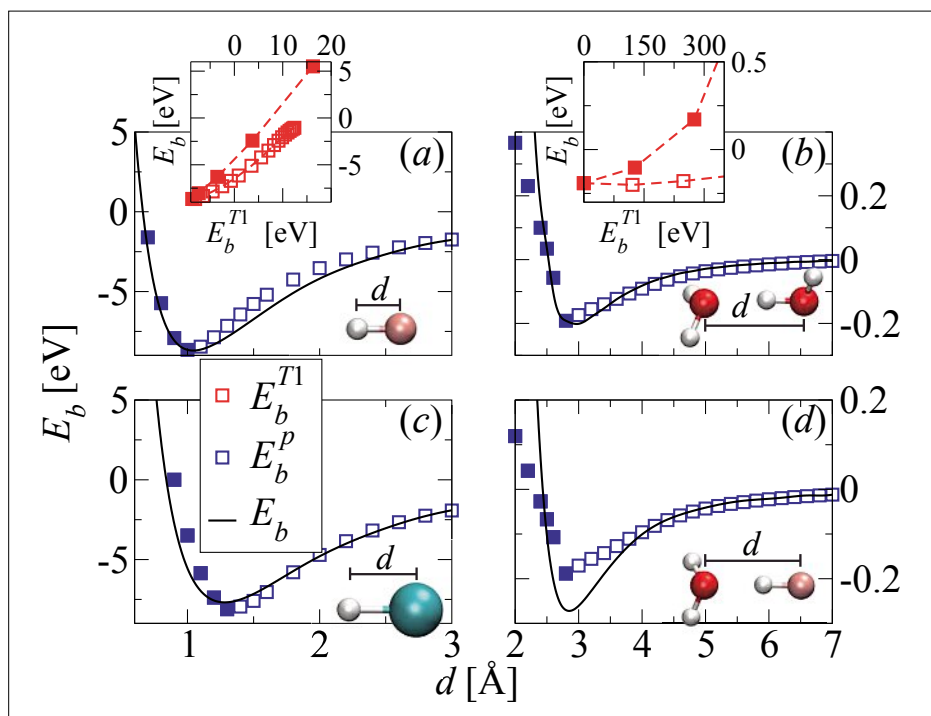 0 10 20
0 150 300
E_b [eV]
5
0
-5
E_b^{T1} [eV]
E_b [eV]
0.5
0
E_b^{T1} [eV]
5
0
-5
(a)
d
(b)
0.2
0
-0.2
d
E_b [eV]
5
0
-5
(c)
E_b^{T1}
E_b^p
E_b
d
(d)
0.2
0
-0.2
d
1 2 3
2 3 4 5 6 7
d [Å]